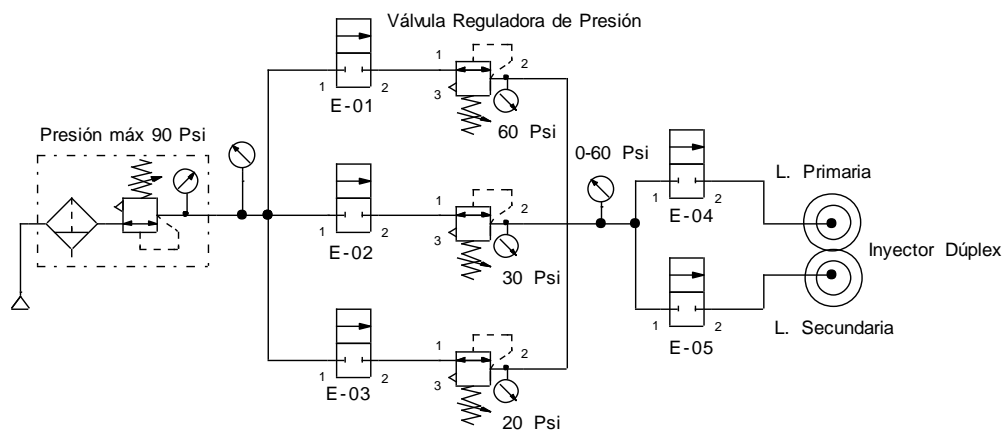 Válvula Reguladora de Presión
1
2
E-01
1
2
3
60 Psi
Presión máx 90 Psi
0-60 Psi
1
2
E-02
1
2
3
30 Psi
1
2
E-03
1
2
3
20 Psi
1
2
E-04
L. Primaria
Inyector Dúplex
1
2
E-05
L. Secundaria